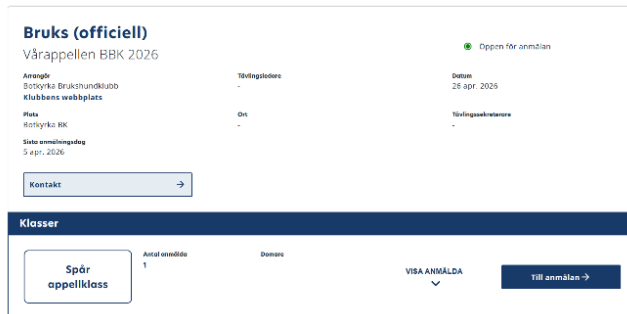 Bruks (officiell)
Vårappellen BBK 2026
Öppen för anmälan
Arrangör
Botkyrka Brukshundklubb
Klubbens webbplats
Tävlingsledare
-
Datum
26 apr. 2026
Plats
Botkyrka BK
Ort
-
Tävlingssekreterare
-
Sista anmälningsdag
5 apr. 2026
Kontakt →
Klasser
Spår
appellklass
Antal anmälda
1
Domare
VISA ANMÄLDA
Till anmälan →